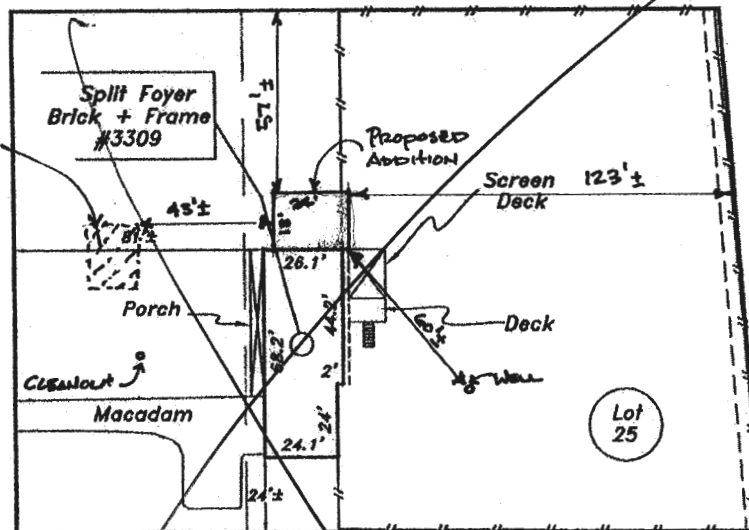 57'±
Split Foyer
Brick + Frame
#3309
PROPOSED
ADDITION
Screen
Deck
123'±
24'
43'±
18'
26.1'
Porch
44.2'
68.2'
60'±
Deck
2'
CLEANOUT
WELL
Macadam
24'
Lot
25
24.1'
24'±